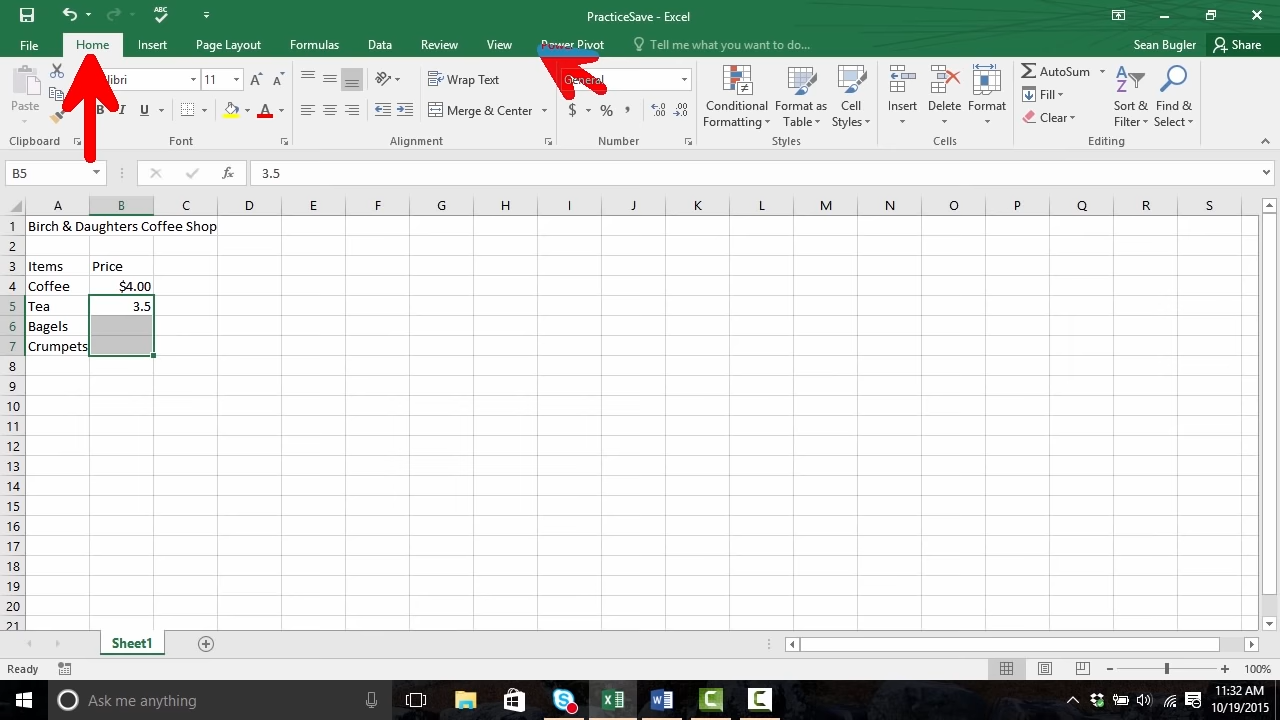 ABC
PracticeSave - Excel
File Home Insert Page Layout Formulas Data Review View Power Pivot Tell me what you want to do... Sean Bugler Share
Paste 11 Wrap Text General Conditional Formatting Format as Table Cell Styles Insert Delete Format AutoSum Sort & Filter Find & Select
B I U A Merge & Center $ % , Fill
Clear
Clipboard Font Alignment Number Styles Cells Editing
B5 fx 3.5
A B C D E F G H I J K L M N O P Q R S
1 Birch & Daughters Coffee Shop
2
3 Items Price
4 Coffee $4.00
5 Tea 3.5
6 Bagels
7 Crumpets
8
9
10
11
12
13
14
15
16
17
18
19
20
21
Sheet1
Ready 100%
Ask me anything 11:32 AM
10/19/2015